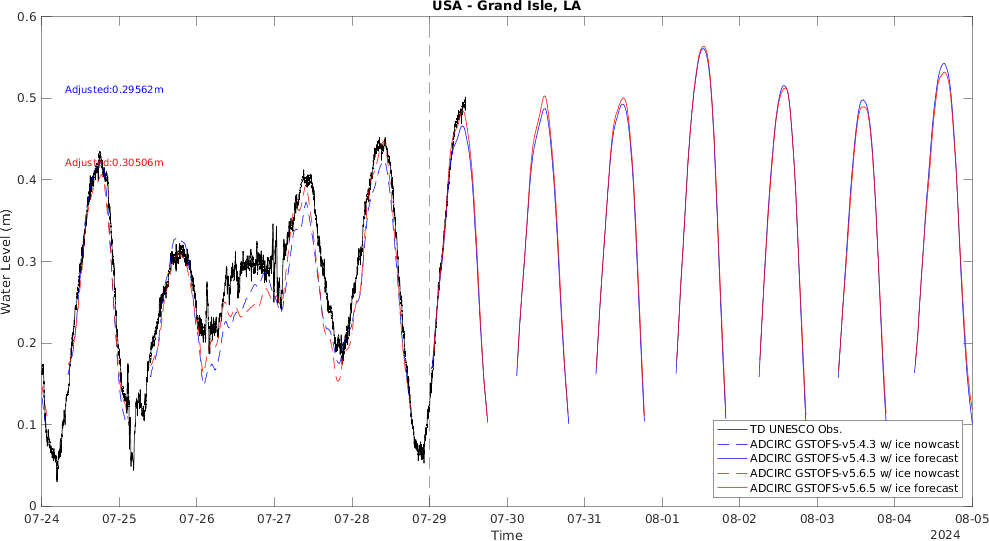 USA - Grand Isle, LA
0.6
0.5
0.4
0.3
0.2
0.1
0
Water Level (m)
Adjusted:0.29562m
Adjusted:0.30506m
TD UNESCO Obs.
ADCIRC GSTOFS-v5.4.3 w/ ice nowcast
ADCIRC GSTOFS-v5.4.3 w/ ice forecast
ADCIRC GSTOFS-v5.6.5 w/ ice nowcast
ADCIRC GSTOFS-v5.6.5 w/ ice forecast
07-24 07-25 07-26 07-27 07-28 07-29 07-30 07-31 08-01 08-02 08-03 08-04 08-05
Time
2024